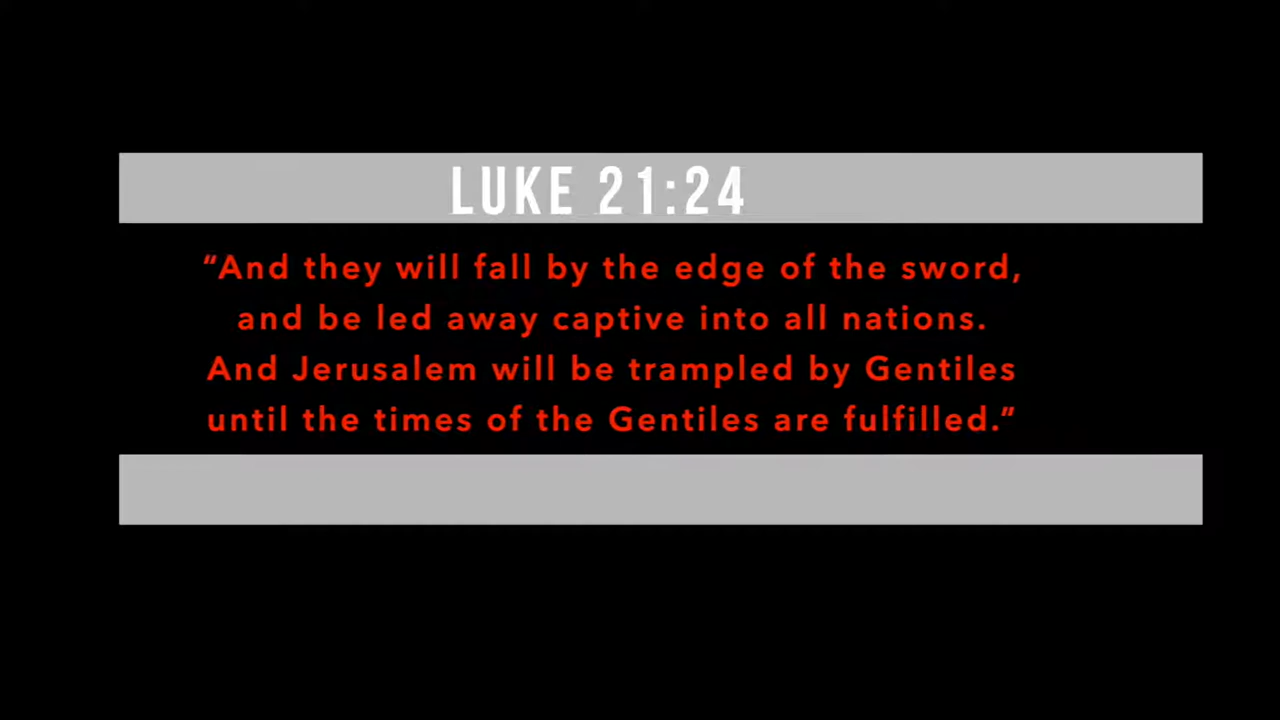 LUKE 21:24
“And they will fall by the edge of the sword,
and be led away captive into all nations.
And Jerusalem will be trampled by Gentiles
until the times of the Gentiles are fulfilled.”